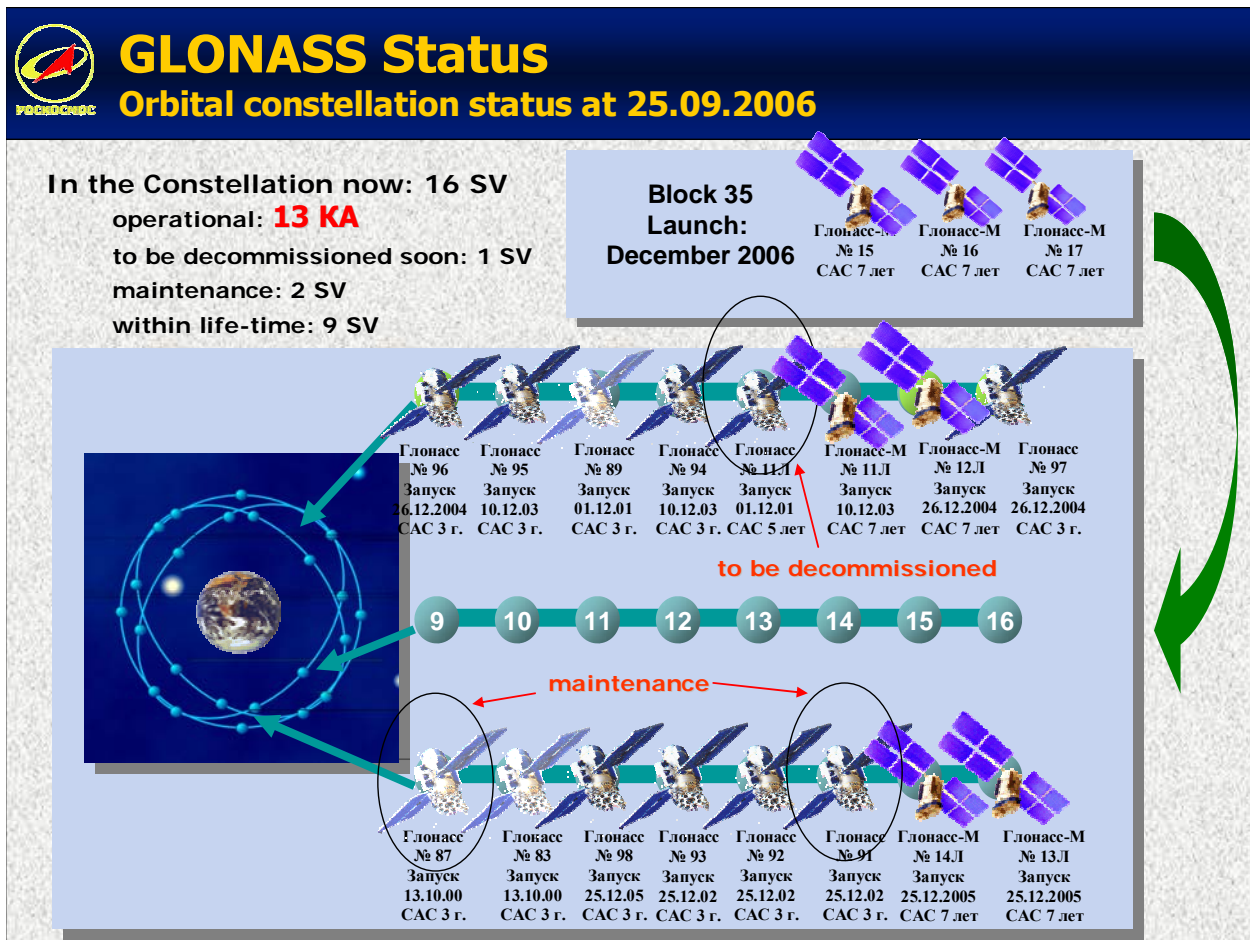 РОСКОСМОС
GLONASS Status
Orbital constellation status at 25.09.2006
In the Constellation now: 16 SV
operational: 13 КА
to be decommissioned soon: 1 SV
maintenance: 2 SV
within life-time: 9 SV
Block 35
Launch:
December 2006
Глонасс-М
№ 15
САС 7 лет
Глонасс-М
№ 16
САС 7 лет
Глонасс-М
№ 17
САС 7 лет
Глонасс
№ 96
Запуск
26.12.2004
САС 3 г.
Глонасс
№ 95
Запуск
10.12.03
САС 3 г.
Глонасс
№ 89
Запуск
01.12.01
САС 3 г.
Глонасс
№ 94
Запуск
10.12.03
САС 3 г.
Глонасс
№ 11Л
Запуск
01.12.01
САС 5 лет
Глонасс-М
№ 11Л
Запуск
10.12.03
САС 7 лет
Глонасс-М
№ 12Л
Запуск
26.12.2004
САС 7 лет
Глонасс
№ 97
Запуск
26.12.2004
САС 3 г.
to be decommissioned
9 10 11 12 13 14 15 16
maintenance
Глонасс
№ 87
Запуск
13.10.00
САС 3 г.
Глонасс
№ 83
Запуск
13.10.00
САС 3 г.
Глонасс
№ 98
Запуск
25.12.05
САС 3 г.
Глонасс
№ 93
Запуск
25.12.02
САС 3 г.
Глонасс
№ 92
Запуск
25.12.02
САС 3 г.
Глонасс
№ 91
Запуск
25.12.02
САС 3 г.
Глонасс-М
№ 14Л
Запуск
25.12.2005
САС 7 лет
Глонасс-М
№ 13Л
Запуск
25.12.2005
САС 7 лет